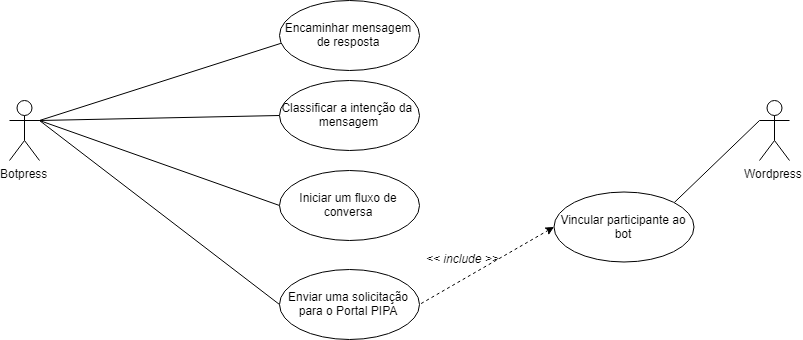 Encaminhar mensagem
de resposta
Classificar a intenção da
mensagem
Botpress
Wordpress
Iniciar um fluxo de
conversa
Vincular participante ao
bot
<< include >>
Enviar uma solicitação
para o Portal PIPA